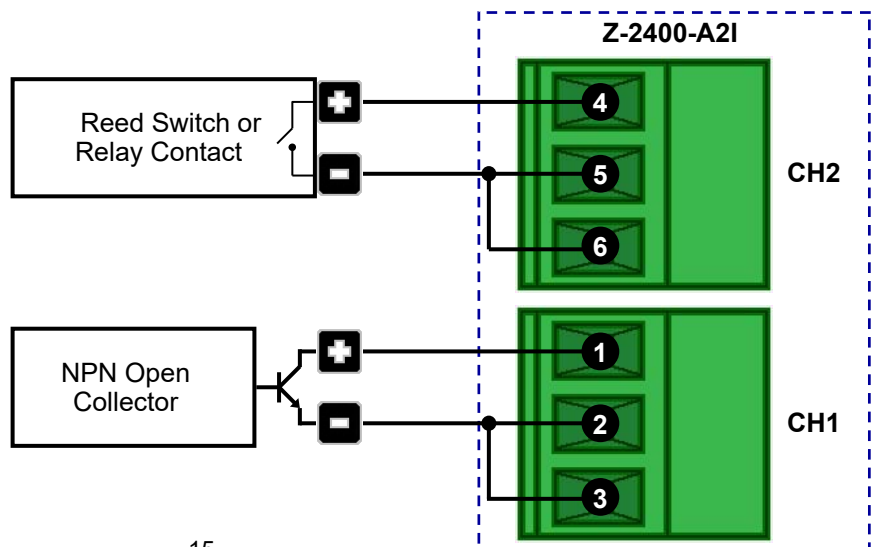 Z-2400-A2I
Reed Switch or
Relay Contact
4
5
6
CH2
NPN Open
Collector
1
2
3
CH1